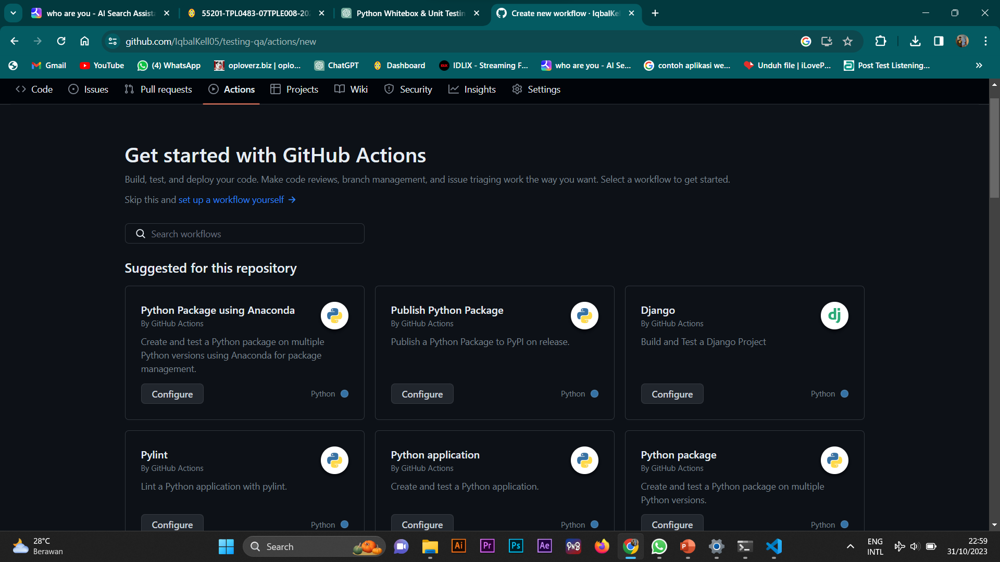 who are you - AI Search Assista
55201-TPL0483-07TPLE008-202
Python Whitebox & Unit Testin
Create new workflow · IqbalKel
github.com/IqbalKell05/testing-qa/actions/new
Gmail
YouTube
(4) WhatsApp
oploverz.biz | oplo...
ChatGPT
Dashboard
IDLIX - Streaming F...
who are you - AI Se...
contoh aplikasi we...
Unduh file | iLoveP...
Post Test Listening...
Code
Issues
Pull requests
Actions
Projects
Wiki
Security
Insights
Settings
Get started with GitHub Actions
Build, test, and deploy your code. Make code reviews, branch management, and issue triaging work the way you want. Select a workflow to get started.
Skip this and set up a workflow yourself →
Search workflows
Suggested for this repository
Python Package using Anaconda
By GitHub Actions
Create and test a Python package on multiple
Python versions using Anaconda for package
management.
Configure
Python
Publish Python Package
By GitHub Actions
Publish a Python Package to PyPI on release.
Configure
Python
Django
By GitHub Actions
Build and Test a Django Project
Configure
Python
dj
Pylint
By GitHub Actions
Lint a Python application with pylint.
Configure
Python
Python application
By GitHub Actions
Create and test a Python application.
Configure
Python
Python package
By GitHub Actions
Create and test a Python package on multiple
Python versions.
Configure
Python
28°C
Berawan
Search
Ai
Pr
Ps
Ae
PNB
ENG
INTL
22:59
31/10/2023